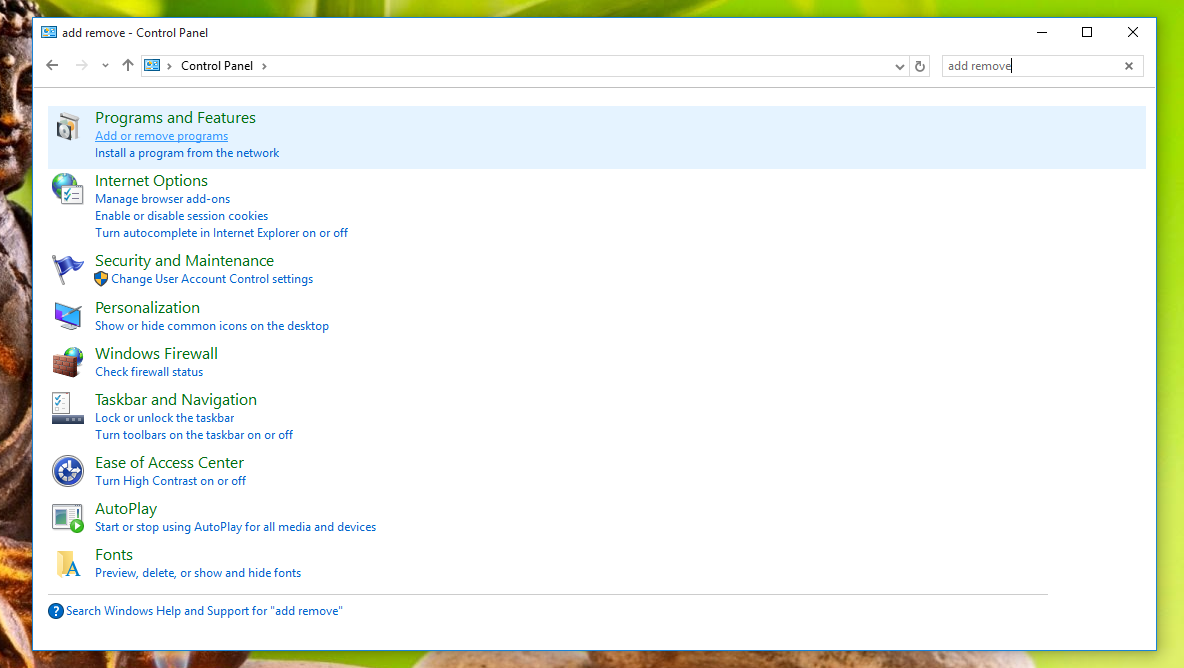 add remove - Control Panel
Control Panel
add remove
Programs and Features
Add or remove programs
Install a program from the network
Internet Options
Manage browser add-ons
Enable or disable session cookies
Turn autocomplete in Internet Explorer on or off
Security and Maintenance
Change User Account Control settings
Personalization
Show or hide common icons on the desktop
Windows Firewall
Check firewall status
Taskbar and Navigation
Lock or unlock the taskbar
Turn toolbars on the taskbar on or off
Ease of Access Center
Turn High Contrast on or off
AutoPlay
Start or stop using AutoPlay for all media and devices
Fonts
Preview, delete, or show and hide fonts
Search Windows Help and Support for "add remove"